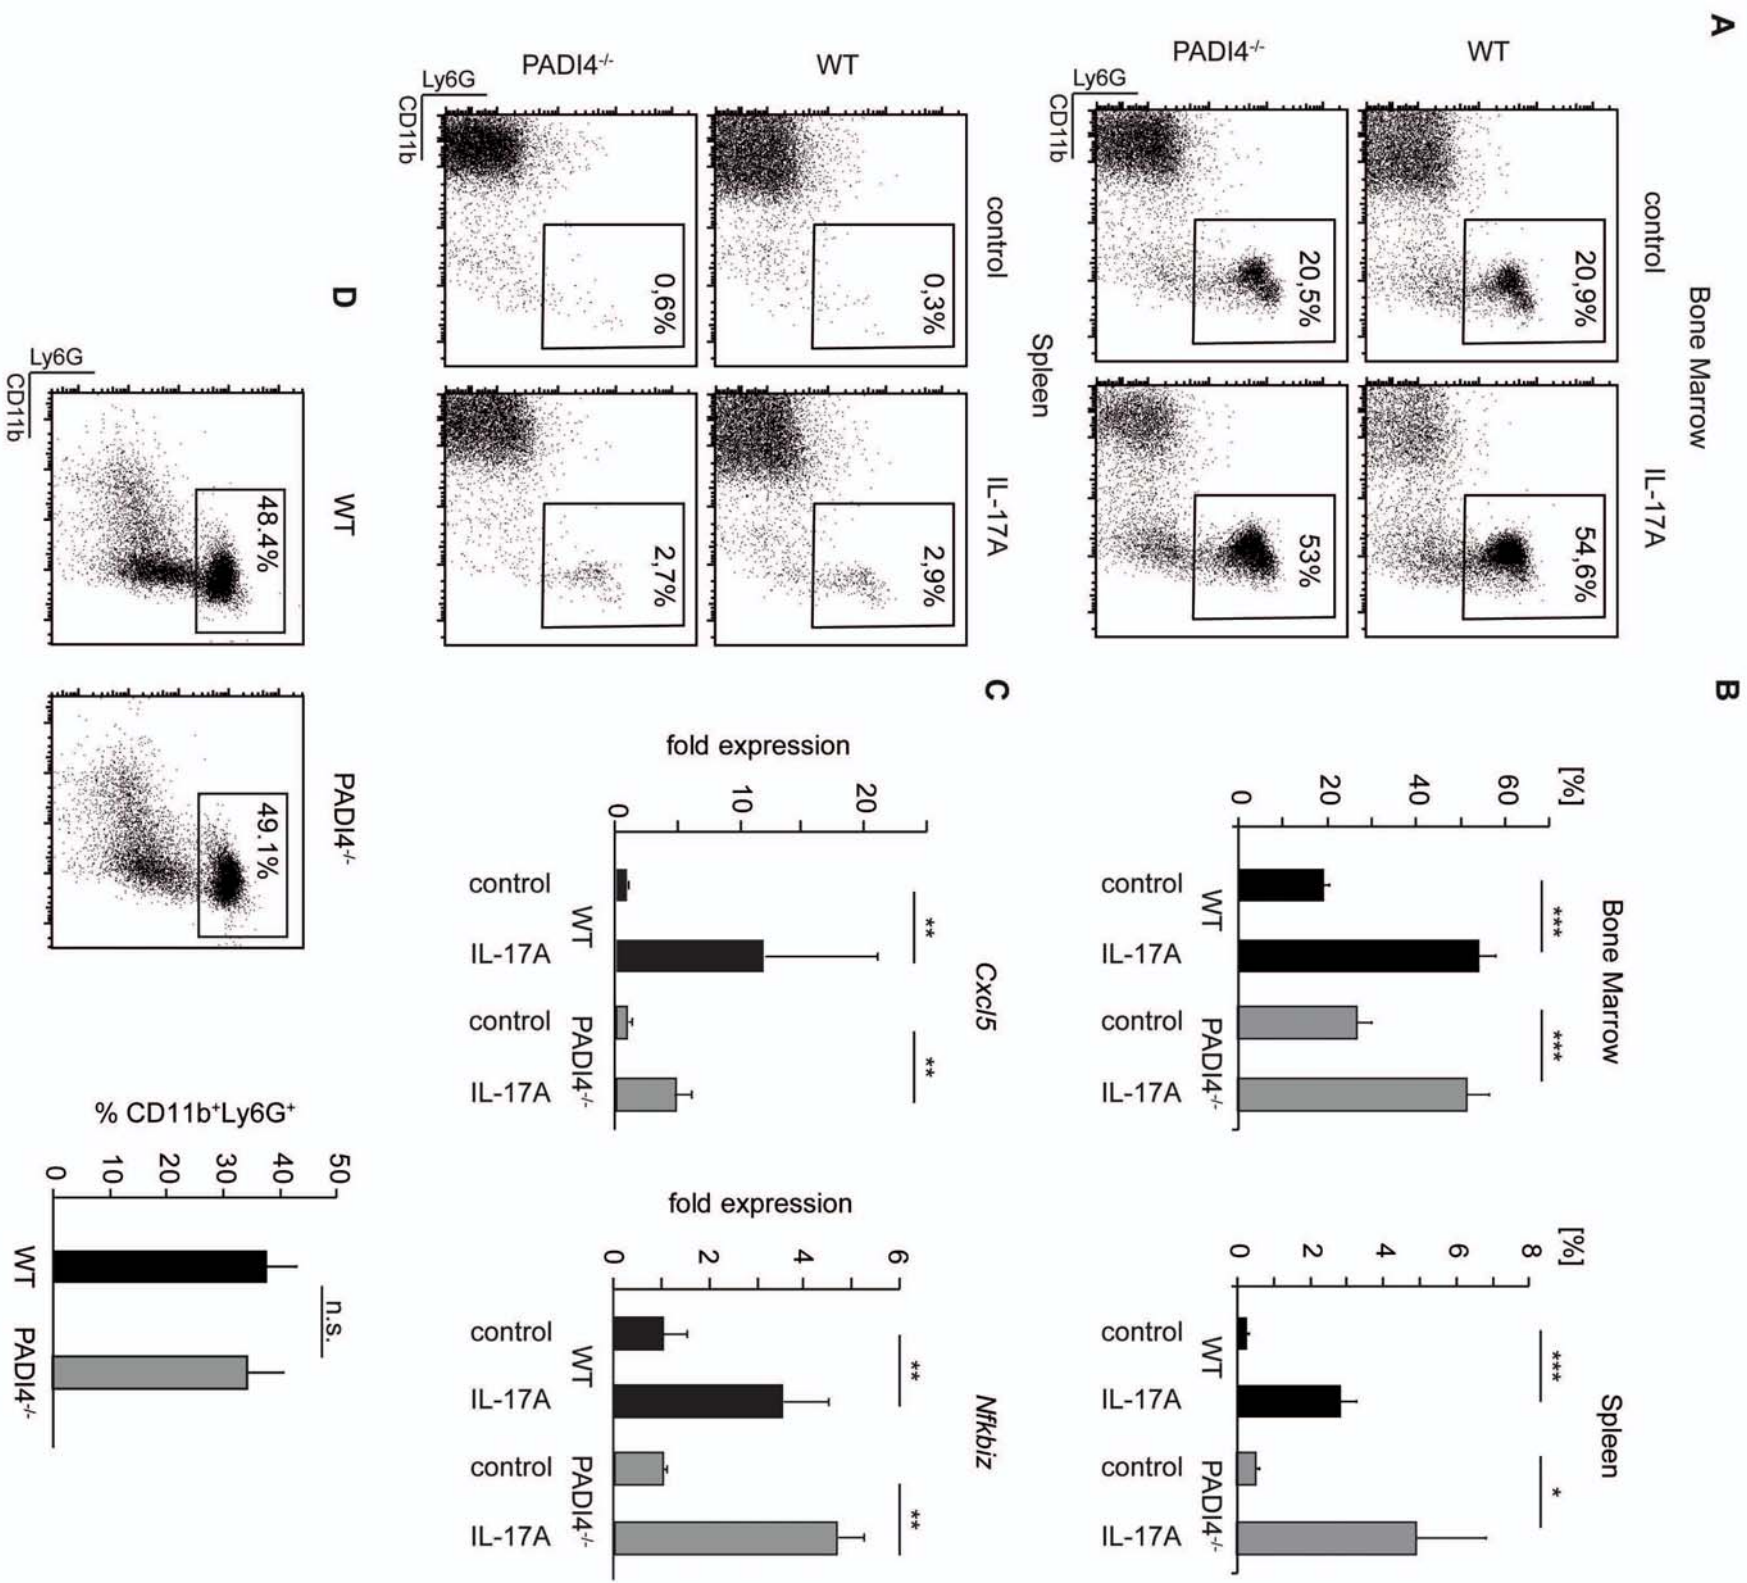 A
Bone Marrow
control
IL-17A
WT
20,9%
54,6%
PADI4-/-
20,5%
53%
Ly6G
CD11b
Spleen
control
IL-17A
WT
0,3%
2,9%
PADI4-/-
0,6%
2,7%
Ly6G
CD11b
B
Bone Marrow
[%]
60
40
20
0
***
***
control
IL-17A
control
IL-17A
WT
PADI4-/-
Spleen
[%]
8
6
4
2
0
***
*
control
IL-17A
control
IL-17A
WT
PADI4-/-
C
Cxcl5
fold expression
20
10
0
**
**
WT
PADI4-/-
control
IL-17A
control
IL-17A
Nfkbiz
fold expression
6
4
2
0
**
**
WT
PADI4-/-
control
IL-17A
control
IL-17A
D
WT
PADI4-/-
48.4%
49.1%
Ly6G
CD11b
% CD11b+Ly6G+
50
40
30
20
10
0
n.s.
WT
PADI4-/-